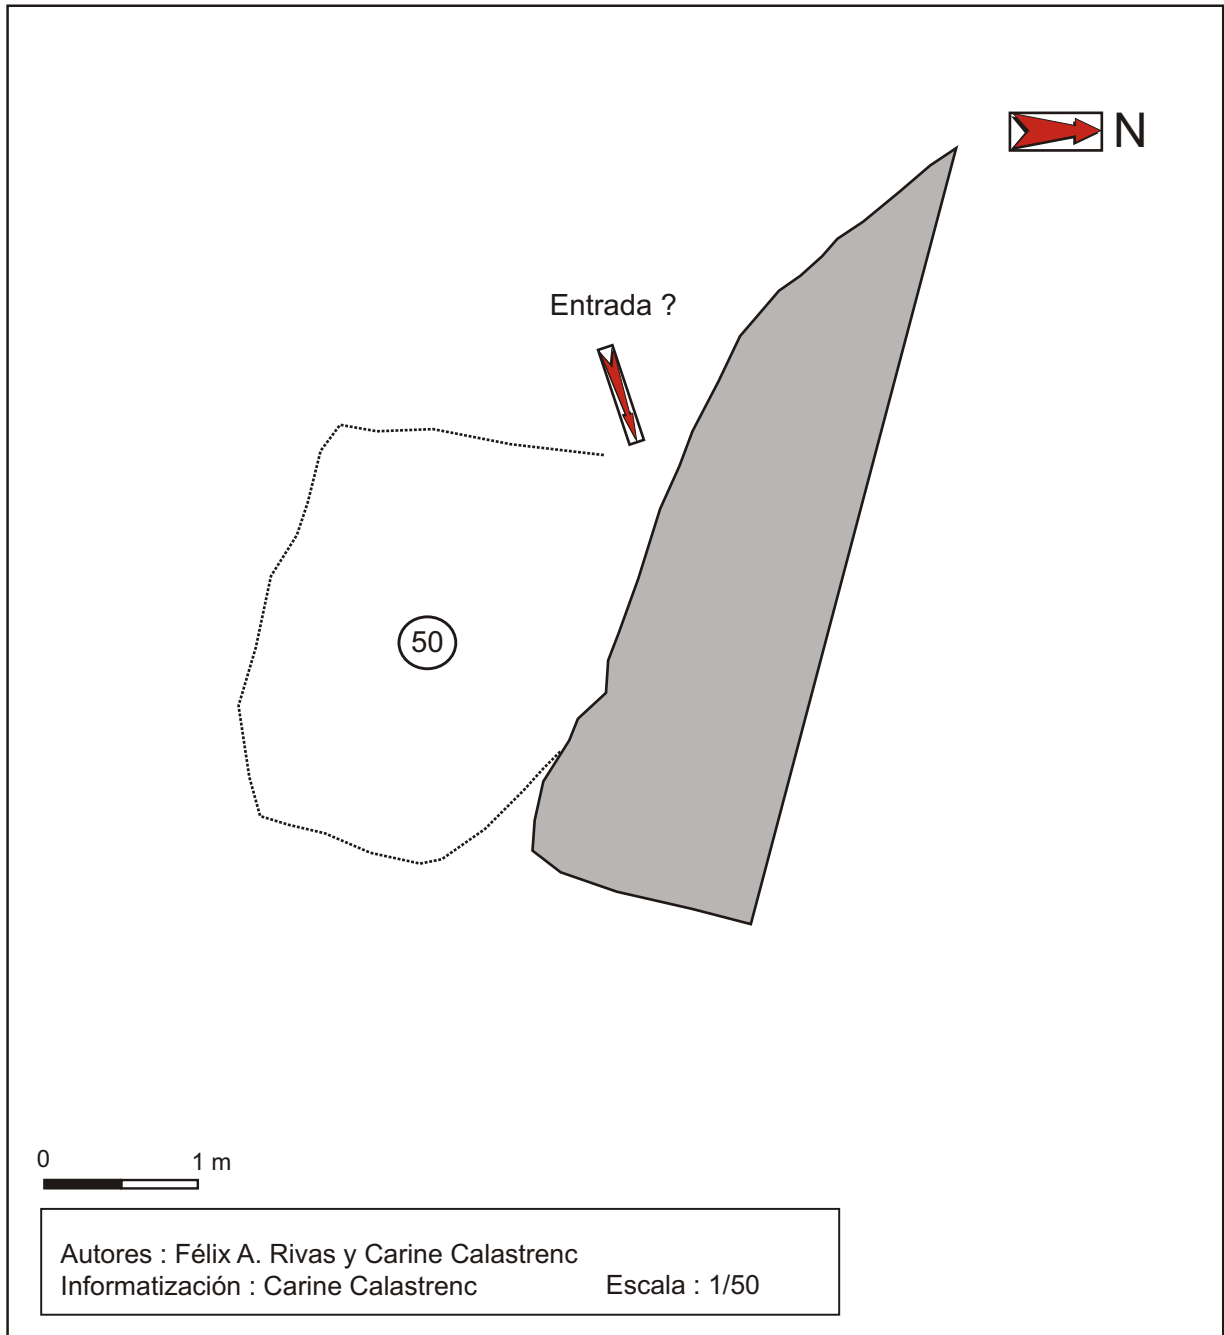 N
Entrada ?
50
0 1 m
Autores : Félix A. Rivas y Carine Calastrenc
Informatización : Carine Calastrenc Escala : 1/50